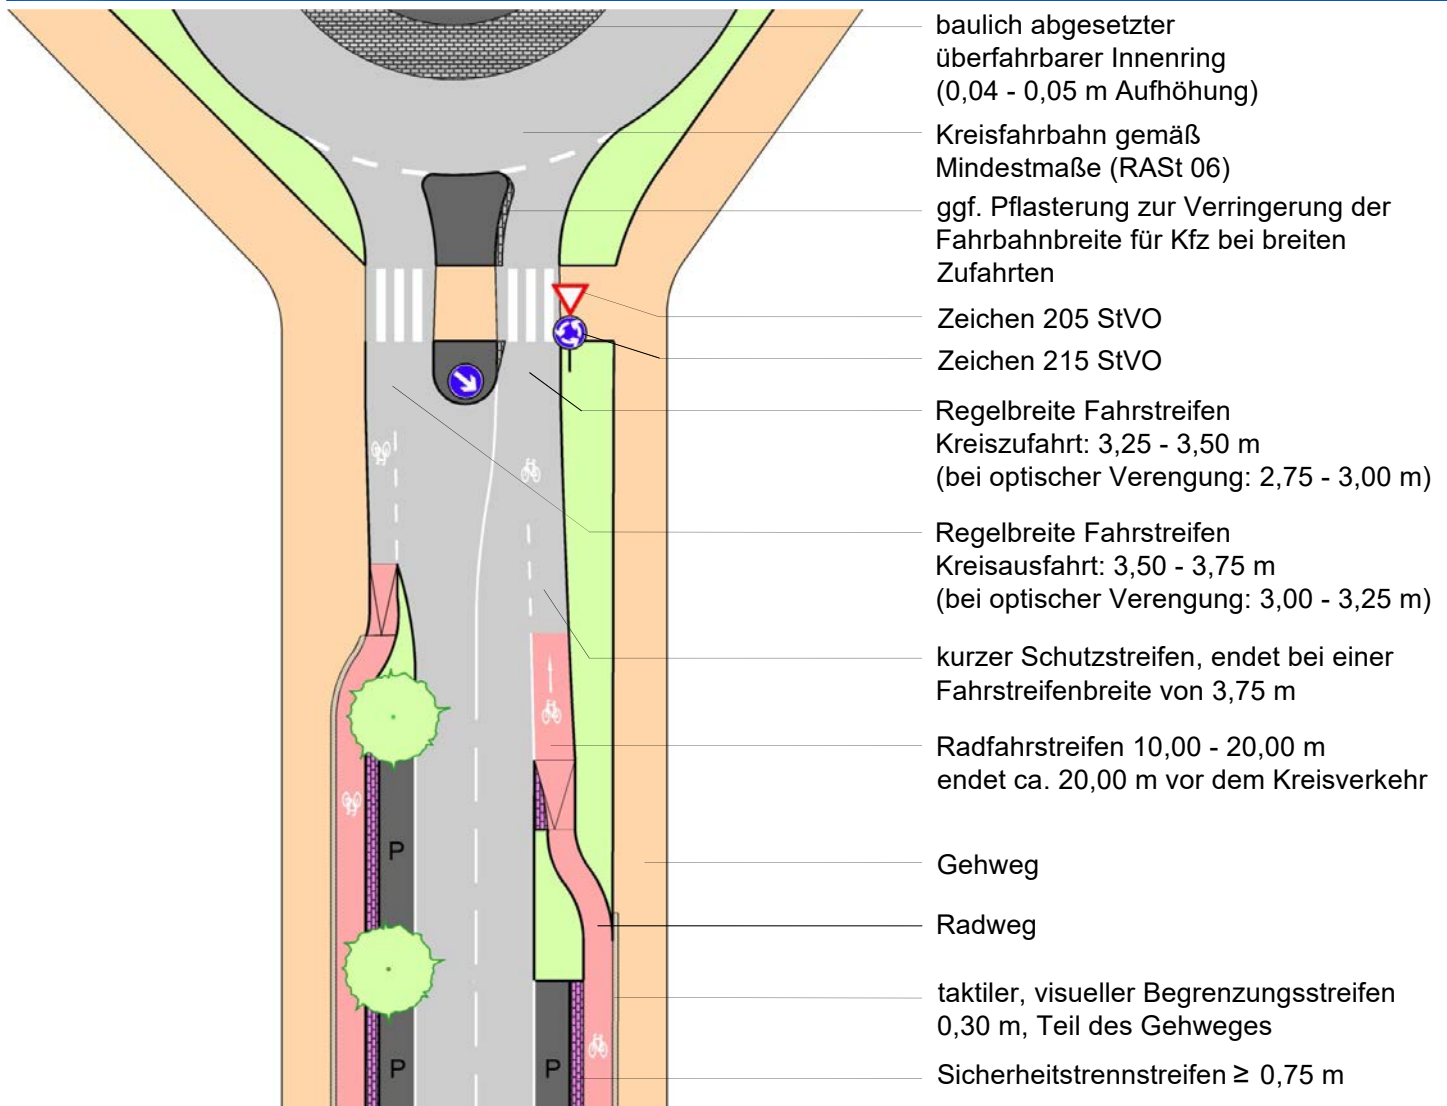 baulich abgesetzter
überfahrbarer Innenring
(0,04 - 0,05 m Aufhöhung)
Kreisfahrbahn gemäß
Mindestmaße (RASt 06)
ggf. Pflasterung zur Verringerung der
Fahrbahnbreite für Kfz bei breiten
Zufahrten
Zeichen 205 StVO
Zeichen 215 StVO
Regelbreite Fahrstreifen
Kreiszufahrt: 3,25 - 3,50 m
(bei optischer Verengung: 2,75 - 3,00 m)
Regelbreite Fahrstreifen
Kreisausfahrt: 3,50 - 3,75 m
(bei optischer Verengung: 3,00 - 3,25 m)
kurzer Schutzstreifen, endet bei einer
Fahrstreifenbreite von 3,75 m
Radfahrstreifen 10,00 - 20,00 m
endet ca. 20,00 m vor dem Kreisverkehr
P
Gehweg
Radweg
taktiler, visueller Begrenzungsstreifen
0,30 m, Teil des Gehweges
P
P
Sicherheitstrennstreifen ≥ 0,75 m